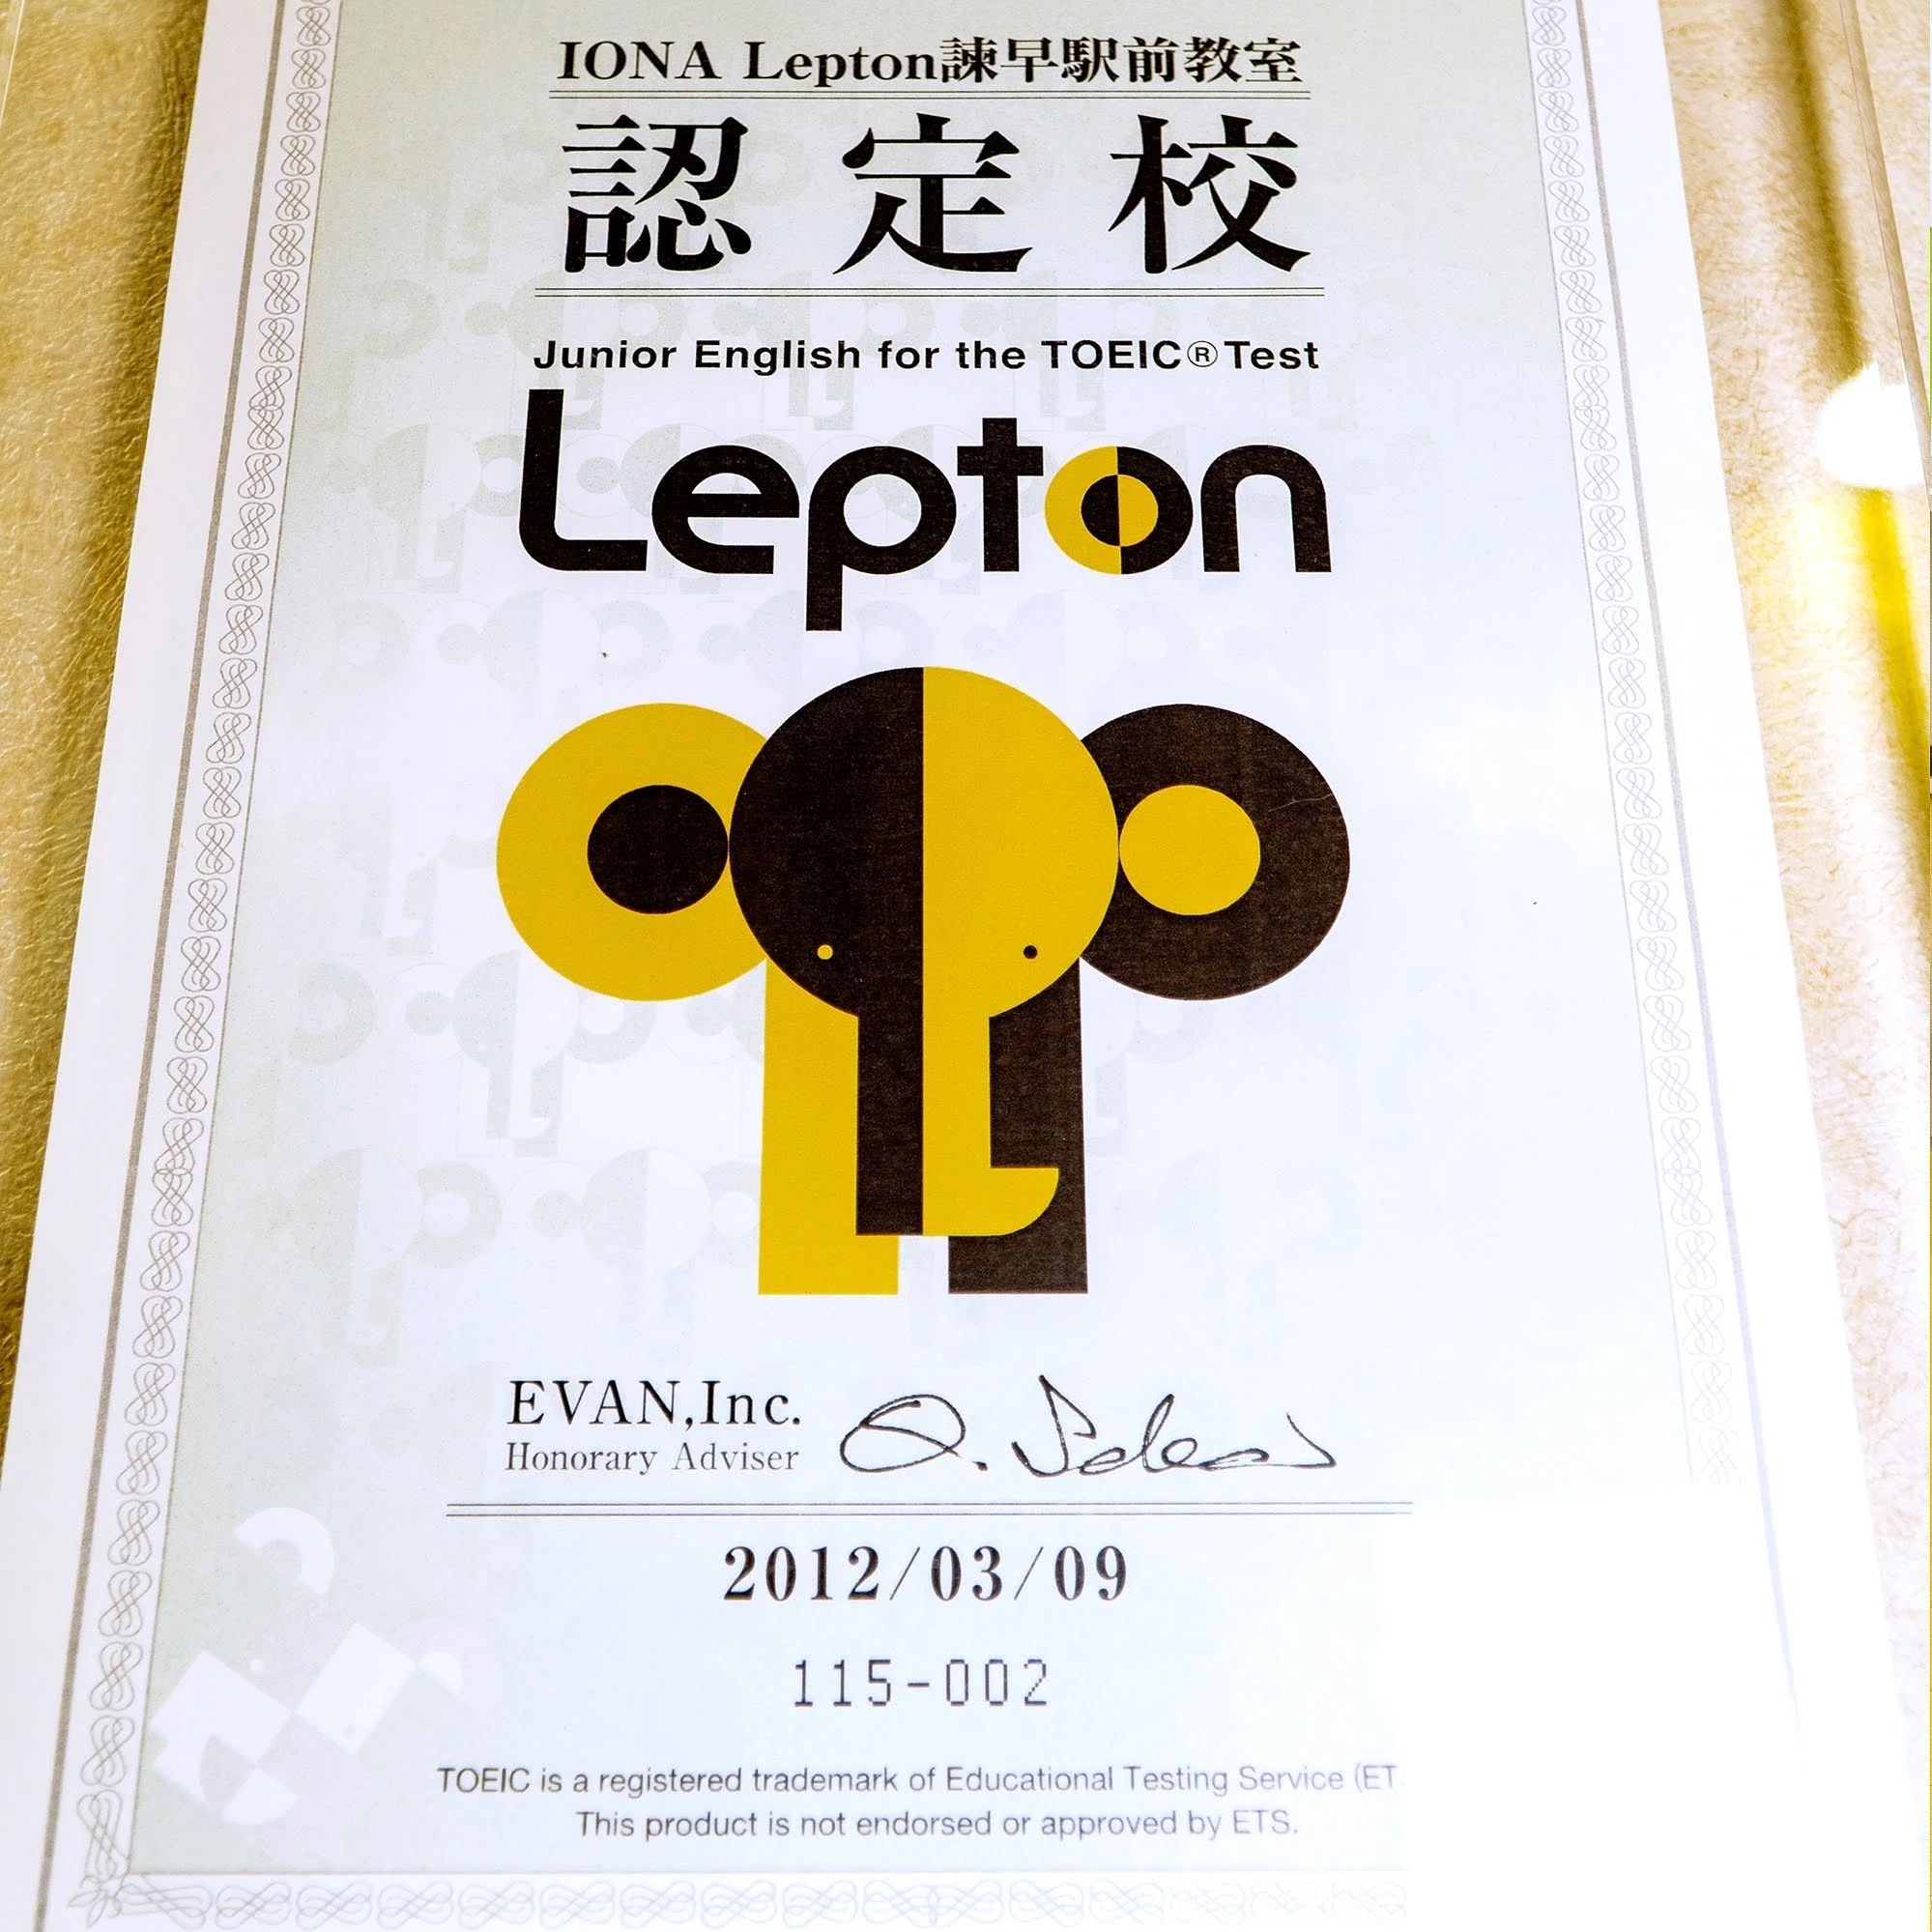 IONA Lepton諫早駅前教室
認定校
Junior English for the TOEIC® Test
Lepton
EVAN,Inc.
Honorary Adviser
2012/03/09
115-002
TOEIC is a registered trademark of Educational Testing Service (ET
This product is not endorsed or approved by ETS.